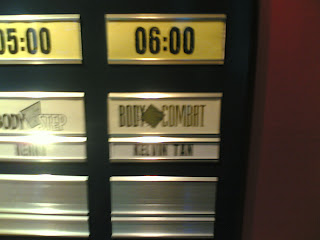 05:00 06:00
BODY STEP BODY COMBAT
KELVIN TAN